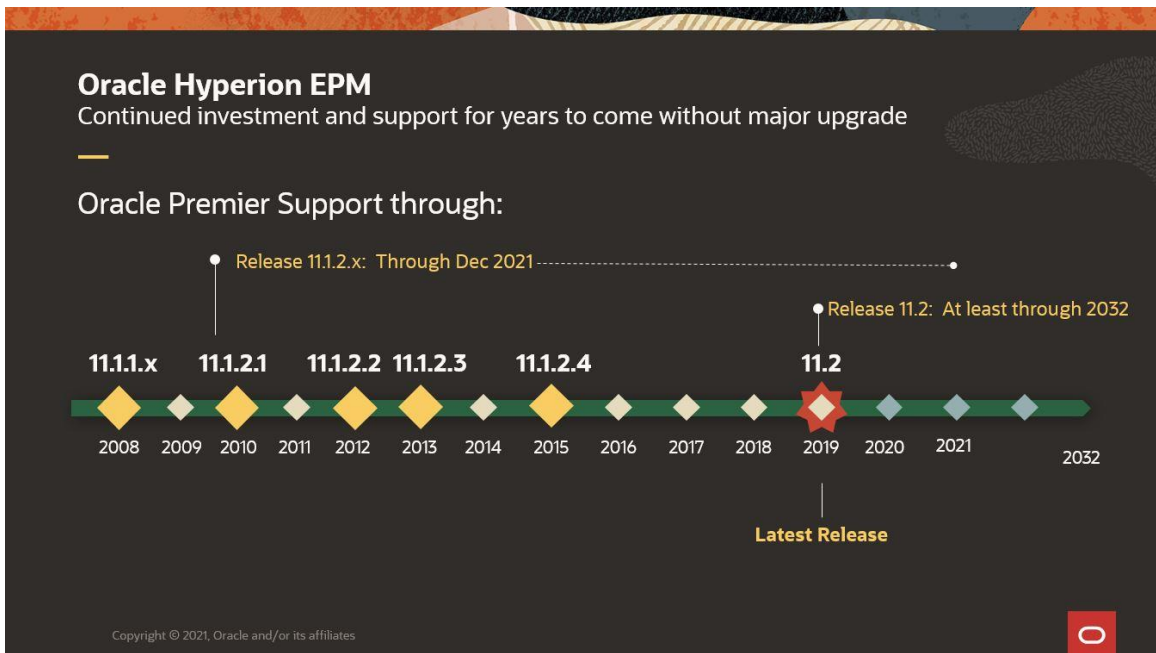 Oracle Hyperion EPM
Continued investment and support for years to come without major upgrade
Oracle Premier Support through:
Release 11.1.2.x: Through Dec 2021
Release 11.2: At least through 2032
11.1.1.x 11.1.2.1 11.1.2.2 11.1.2.3 11.1.2.4 11.2
2008 2009 2010 2011 2012 2013 2014 2015 2016 2017 2018 2019 2020 2021 2032
Latest Release
Copyright © 2021, Oracle and/or its affiliates